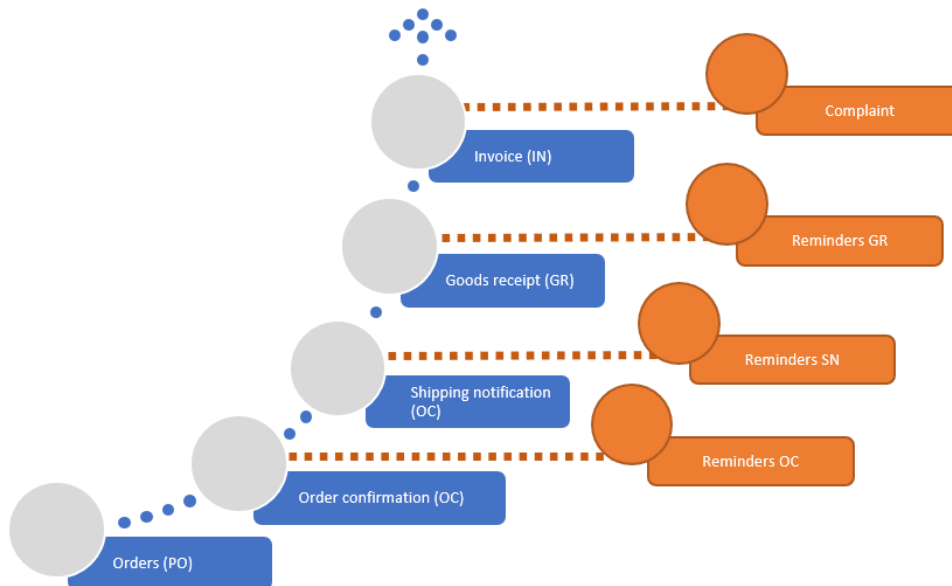 Complaint
Invoice (IN)
Reminders GR
Goods receipt (GR)
Reminders SN
Shipping notification
(OC)
Reminders OC
Order confirmation (OC)
Orders (PO)